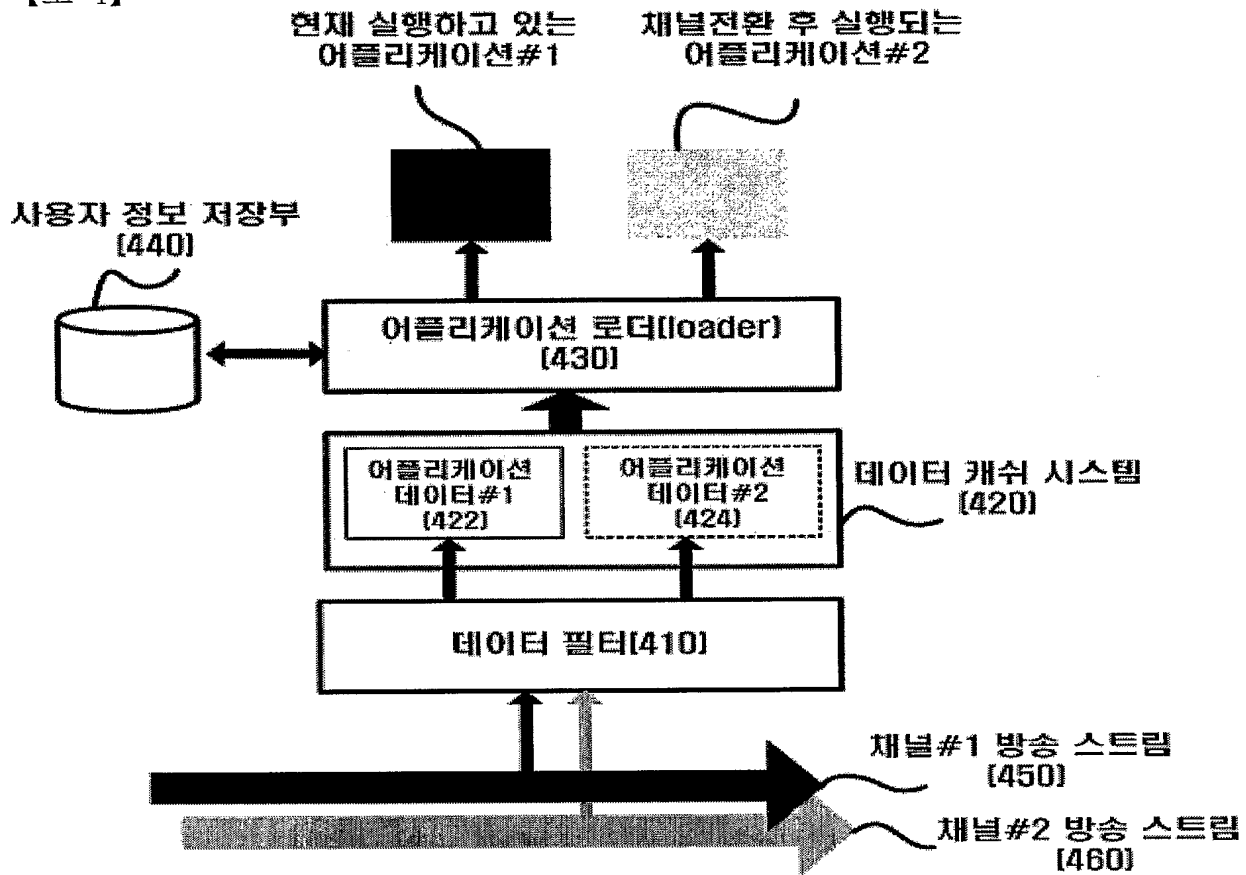 현재 실행하고 있는
어플리케이션#1
채널전환 후 실행되는
어플리케이션#2
사용자 정보 저장부
[440]
어플리케이션 로더[loader]
[430]
어플리케이션
데이터#1
[422]
어플리케이션
데이터#2
[424]
데이터 캐쉬 시스템
[420]
데이터 필터[410]
채널#1 방송 스트림
[450]
채널#2 방송 스트림
[460]